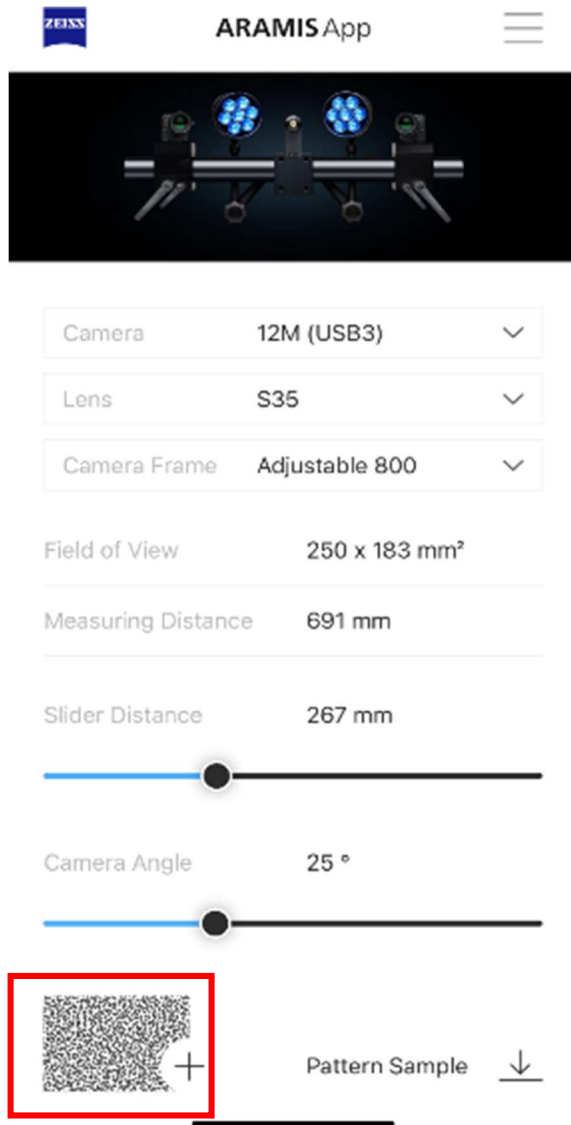 ZEISS
ARAMIS App
Camera 12M (USB3)
Lens S35
Camera Frame Adjustable 800
Field of View 250 x 183 mm²
Measuring Distance 691 mm
Slider Distance 267 mm
Camera Angle 25 °
Pattern Sample